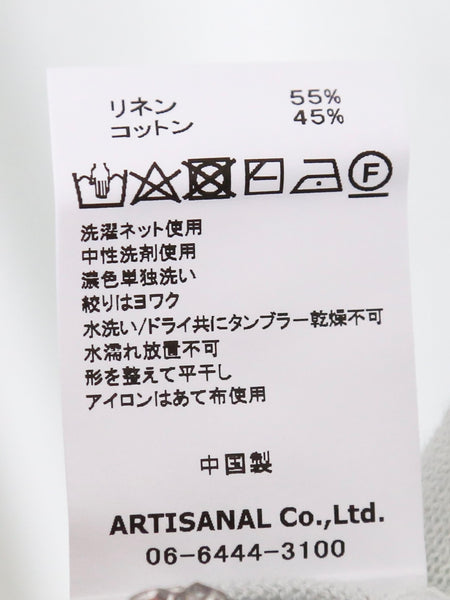 リネン 55%
コットン 45%
F
洗濯ネット使用
中性洗剤使用
濃色単独洗い
絞りはヨワク
水洗い/ドライ共にタンブラー乾燥不可
水濡れ放置不可
形を整えて平干し
アイロンはあて布使用
中国製
ARTISANAL Co.,Ltd.
06-6444-3100